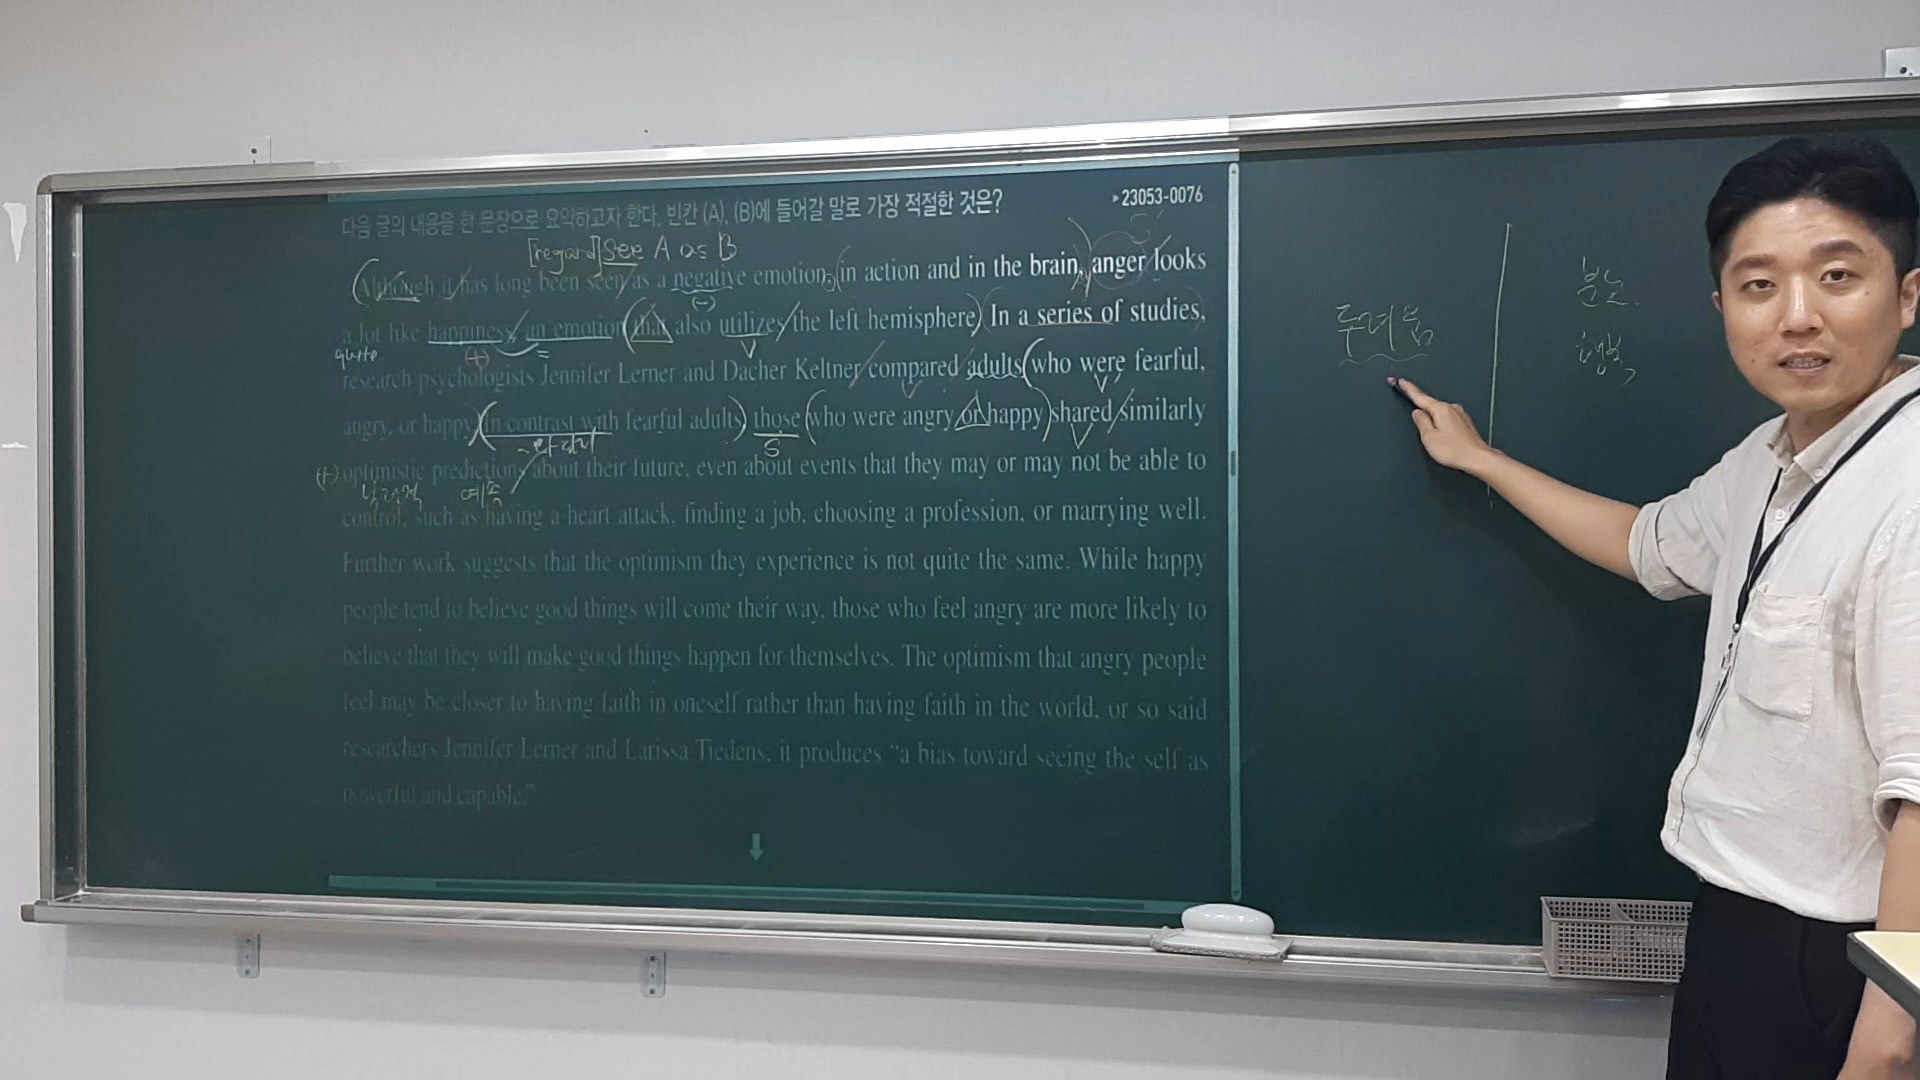 다음 글의 내용을 한 문장으로 요약하고자 한다. 빈칸 (A), (B)에 들어갈 말로 가장 적절한 것은?
▸23053-0076
[regard] see A as B
Although it has long been seen as a negative emotion, in action and in the brain, anger looks
(-)
a lot like happiness, an emotion that also utilizes the left hemisphere. In a series of studies,
quite
(+)
=
V
research psychologists Jennifer Lerner and Dacher Keltner compared adults who were fearful,
V
V
angry, or happy. In contrast with fearful adults, those who were angry or happy shared similarly
S
V
(+) optimistic predictions about their future, even about events that they may or may not be able to
예측
control, such as having a heart attack, finding a job, choosing a profession, or marrying well.
Further work suggests that the optimism they experience is not quite the same. While happy
people tend to believe good things will come their way, those who feel angry are more likely to
believe that they will make good things happen for themselves. The optimism that angry people
feel may be closer to having faith in oneself rather than having faith in the world, or so said
researchers Jennifer Lerner and Larissa Tiedens; it produces “a bias toward seeing the self as
powerful and capable.”
두려움
분노
행복